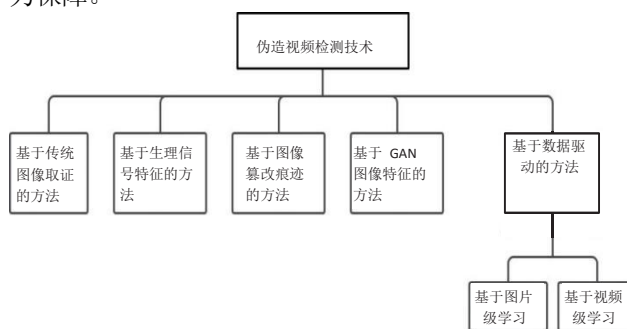 力保障。
伪造视频检测技术
基于传统
图像取证
的方法
基于生理信
号特征的方
法
基于图像
篡改痕迹
的方法
基于 GAN
图像特征的
方法
基于数据驱
动的方法
基于图片
级学习
基于视频
级学习